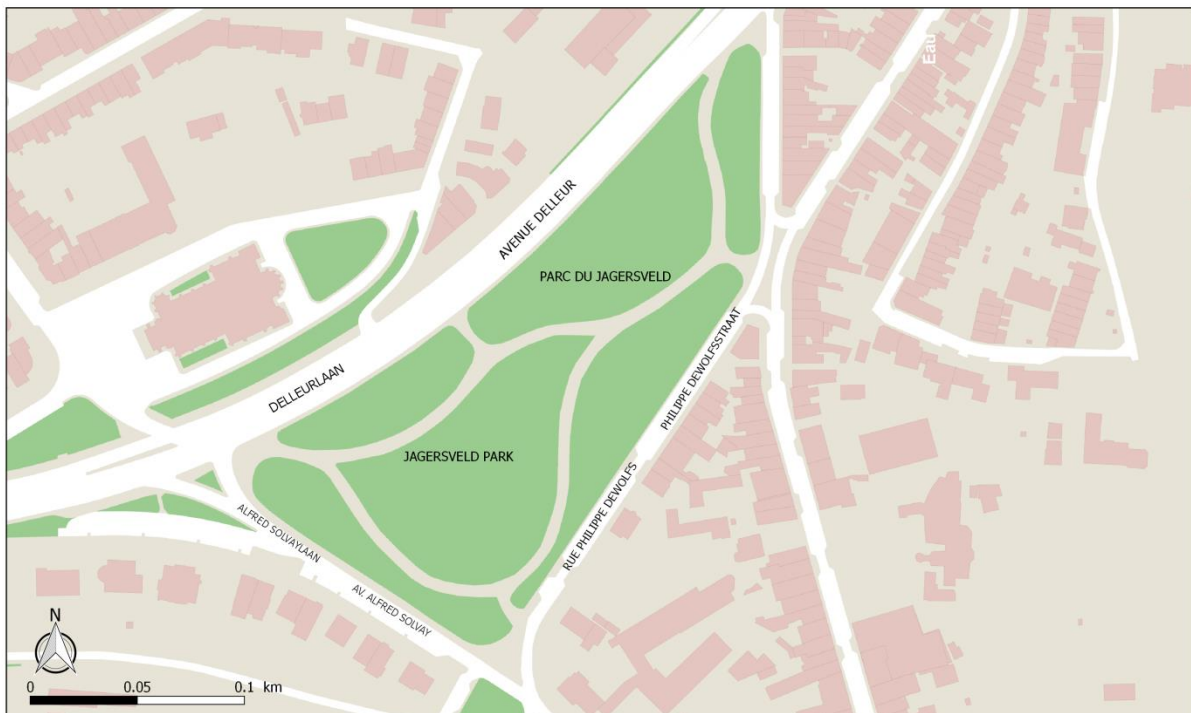 Eau
AVENUE DELLEUR
PARC DU JAGERSVELD
PHILIPPE DEWOLFSSTRAAT
DELLEURLAAN
JAGERSVELD PARK
RUE PHILIPPE DEWOLFS
ALFRED SOLVAYLAAN
AV. ALFRED SOLVAY
N
0 0.05 0.1 km